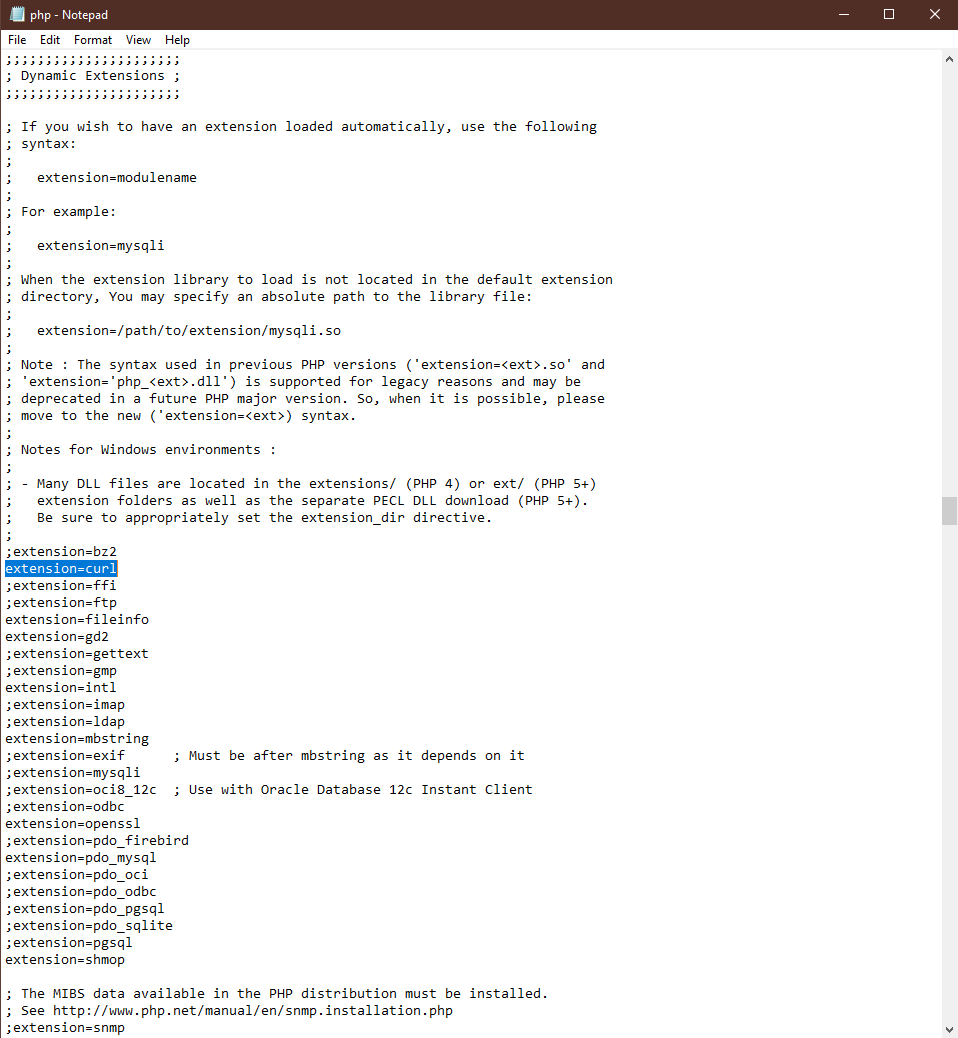 php - Notepad
File Edit Format View Help
;;;;;;;;;;;;;;;;;;;;;;
; Dynamic Extensions ;
;;;;;;;;;;;;;;;;;;;;;;
; If you wish to have an extension loaded automatically, use the following
; syntax:
;
;   extension=modulename
;
; For example:
;
;   extension=mysqli
;
; When the extension library to load is not located in the default extension
; directory, You may specify an absolute path to the library file:
;
;   extension=/path/to/extension/mysqli.so
;
; Note : The syntax used in previous PHP versions ('extension=<ext>.so' and
; 'extension='php_<ext>.dll') is supported for legacy reasons and may be
; deprecated in a future PHP major version. So, when it is possible, please
; move to the new ('extension=<ext>) syntax.
;
; Notes for Windows environments :
;
; - Many DLL files are located in the extensions/ (PHP 4) or ext/ (PHP 5+)
;   extension folders as well as the separate PECL DLL download (PHP 5+).
;   Be sure to appropriately set the extension_dir directive.
;
;extension=bz2
extension=curl
;extension=ffi
;extension=ftp
extension=fileinfo
extension=gd2
;extension=gettext
;extension=gmp
extension=intl
;extension=imap
;extension=ldap
extension=mbstring
;extension=exif      ; Must be after mbstring as it depends on it
;extension=mysqli
;extension=oci8_12c  ; Use with Oracle Database 12c Instant Client
;extension=odbc
extension=openssl
;extension=pdo_firebird
extension=pdo_mysql
;extension=pdo_oci
;extension=pdo_odbc
;extension=pdo_pgsql
;extension=pdo_sqlite
;extension=pgsql
extension=shmop
; The MIBS data available in the PHP distribution must be installed.
; See http://www.php.net/manual/en/snmp.installation.php
;extension=snmp